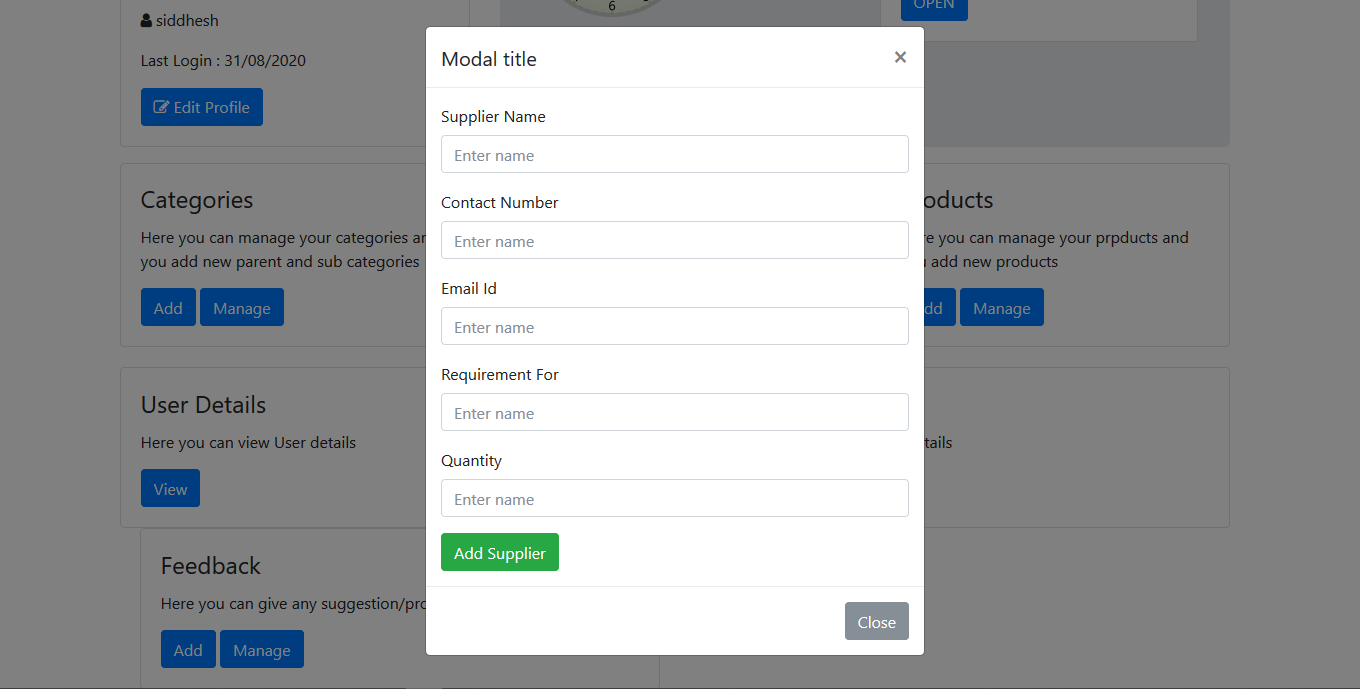 6
OPEN
siddhesh
Last Login : 31/08/2020
Edit Profile
Modal title
×
Supplier Name
Enter name
Contact Number
Enter name
Email Id
Enter name
Requirement For
Enter name
Quantity
Enter name
Add Supplier
Close
Categories
Here you can manage your categories
you add new parent and sub categories
Add Manage
oducts
re you can manage your prpducts and
add new products
dd Manage
User Details
Here you can view User details
View
tails
Feedback
Here you can give any suggestion/pro
Add Manage